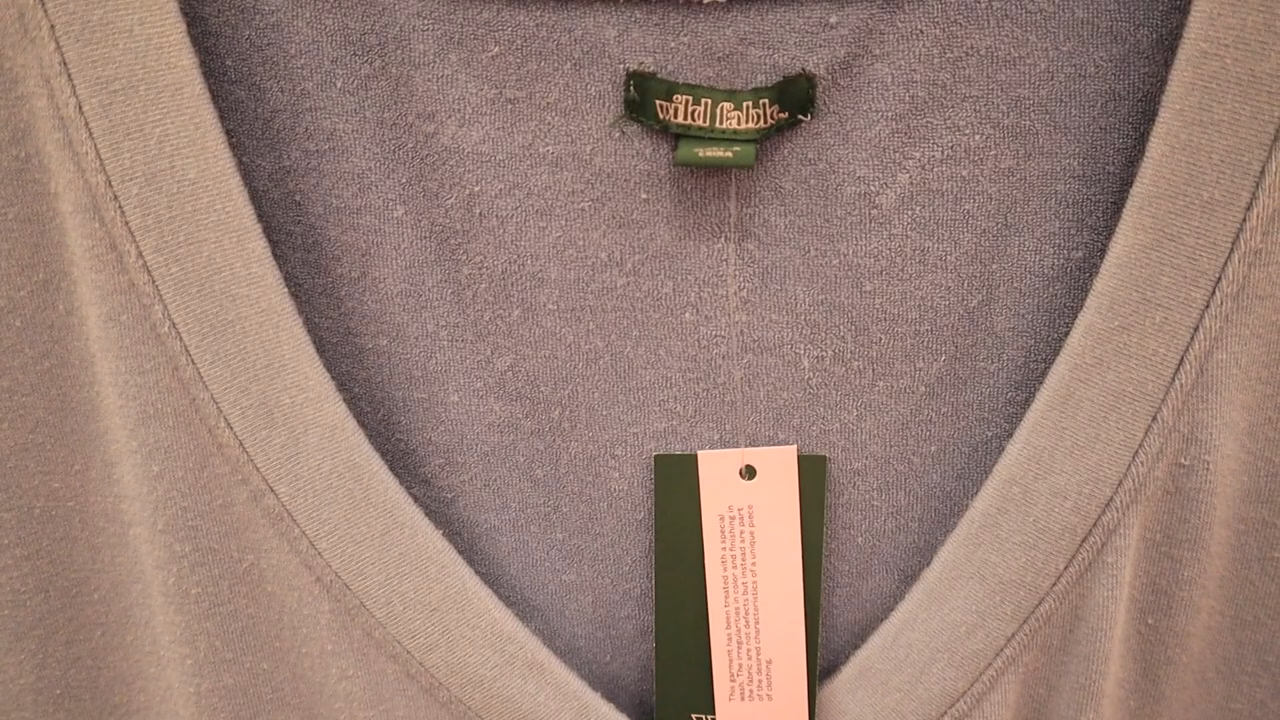 wild fable
CHINA
This garment has been treated with a special
wash. The irregularities in color and finishing in
the fabric are not defects but instead are part
of the desired characteristics of a unique piece
of clothing.